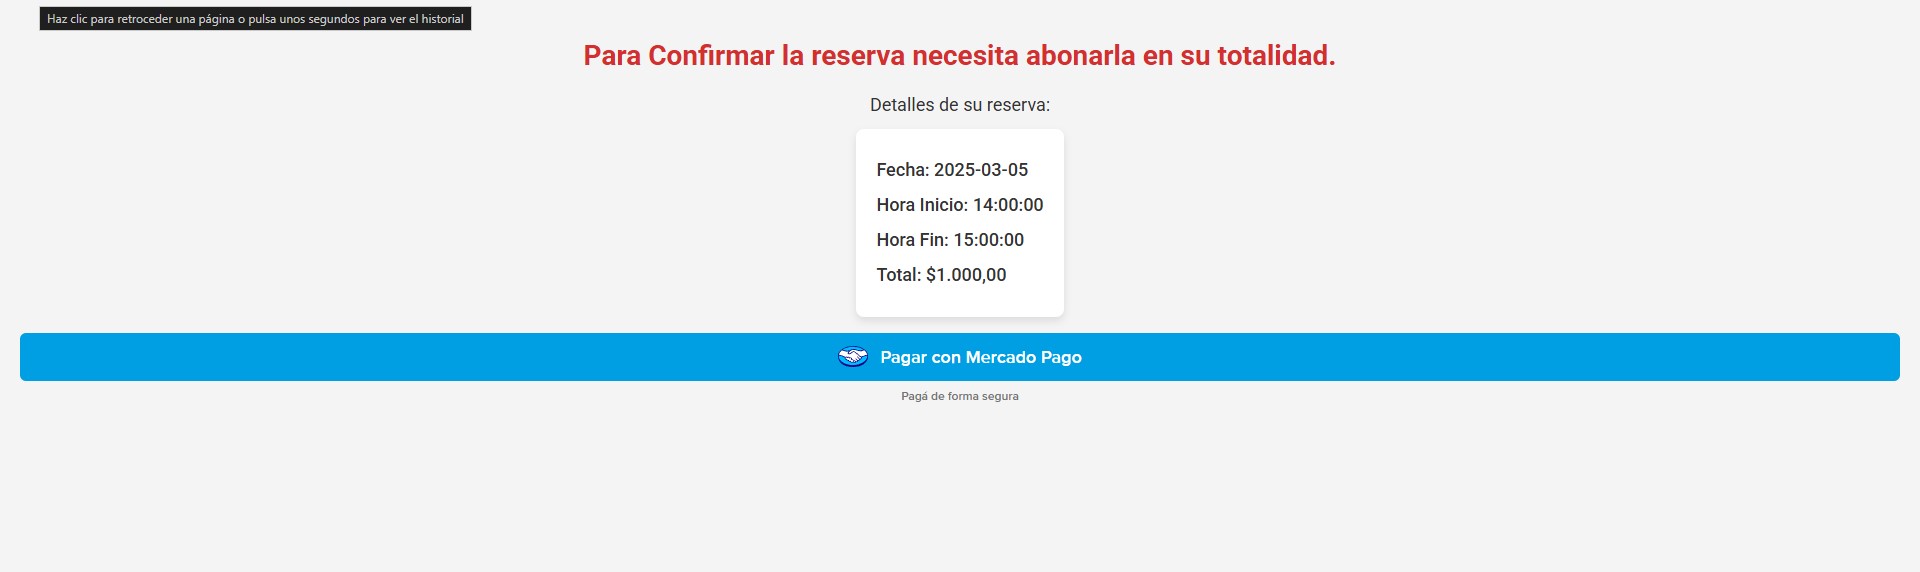 Haz clic para retroceder una página o pulsa unos segundos para ver el historial
Para Confirmar la reserva necesita abonarla en su totalidad.
Detalles de su reserva:
Fecha: 2025-03-05
Hora Inicio: 14:00:00
Hora Fin: 15:00:00
Total: $1.000,00
Pagar con Mercado Pago
Pagá de forma segura